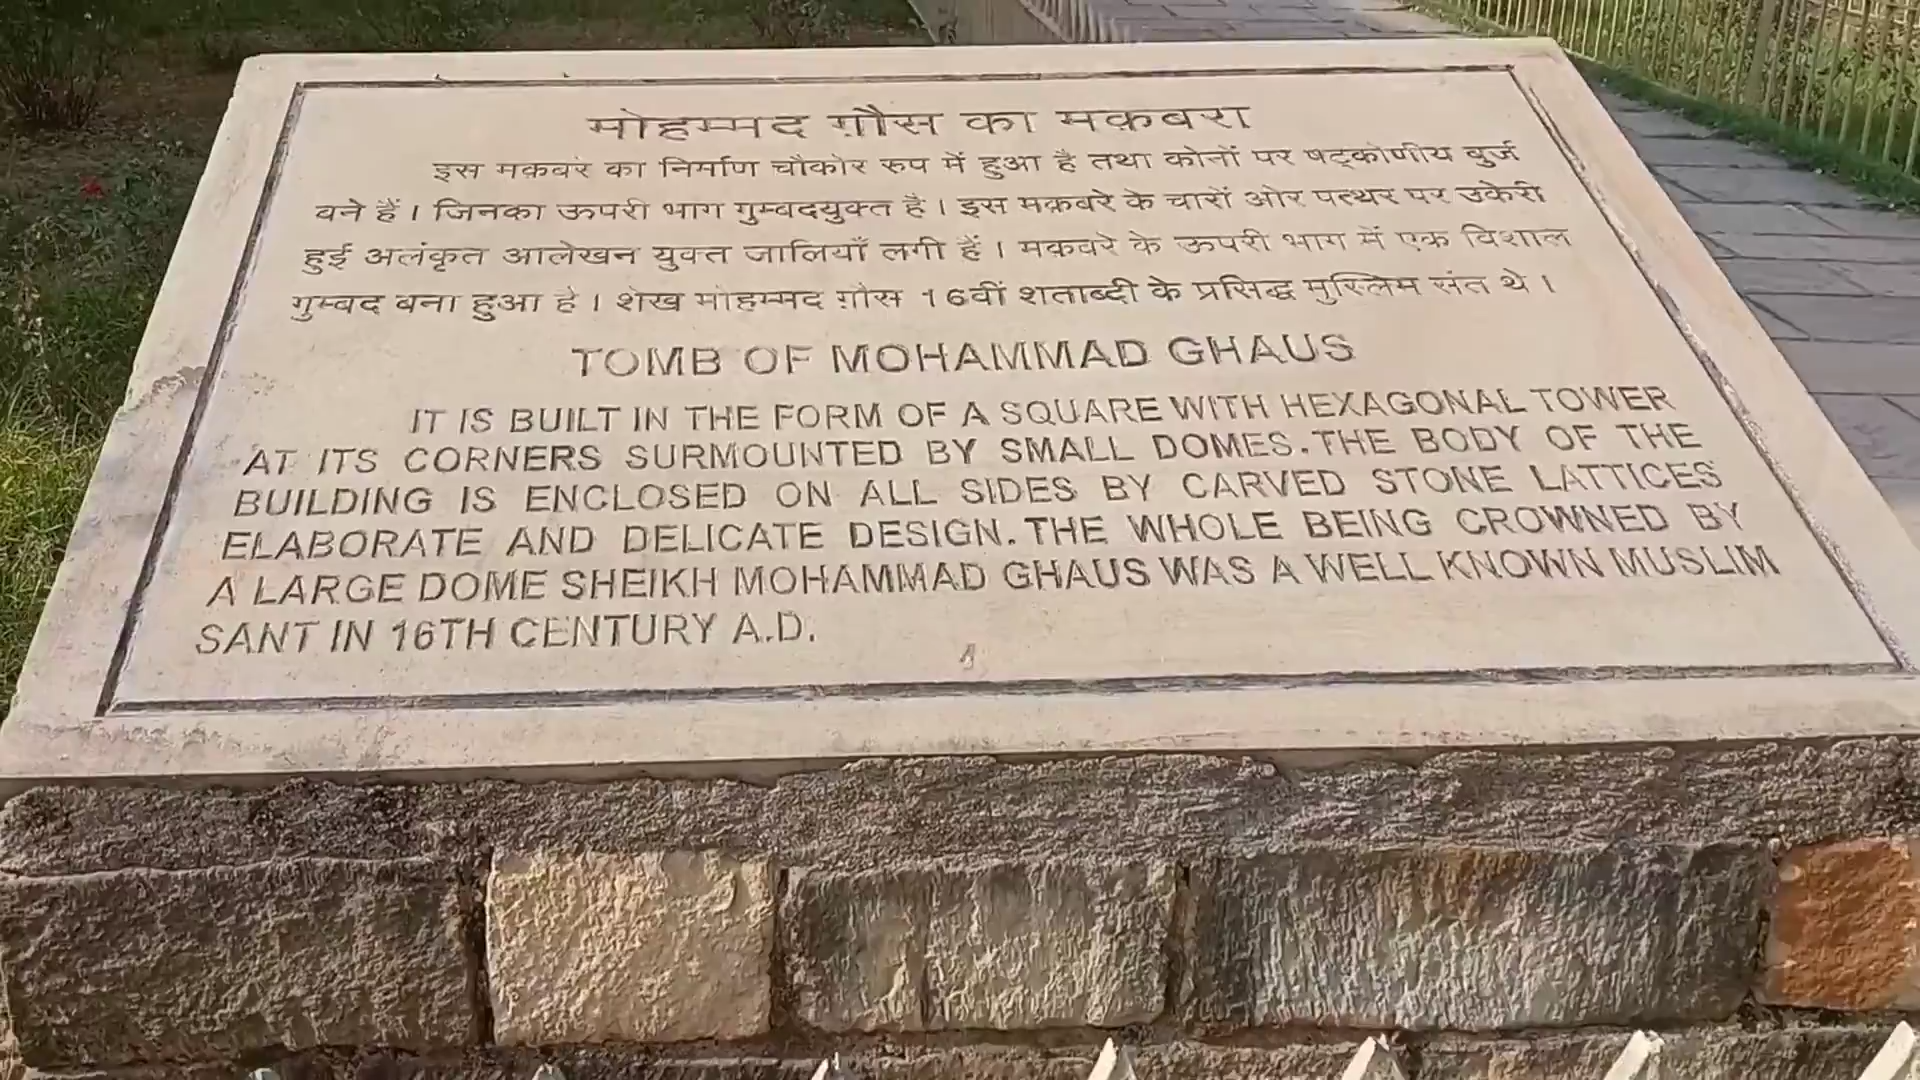 मोहम्मद ग़ौस का मक़बरा
इस मक़बरे का निर्माण चौकोर रुप में हुआ है तथा कोनों पर षट्कोणीय बुर्ज
बने हैं । जिनका ऊपरी भाग गुम्बदयुक्त है । इस मक़बरे के चारों ओर पत्थर पर उकेरी
हुई अलंकृत आलेखन युक्त जालियाँ लगी हैं । मक़बरे के ऊपरी भाग में एक विशाल
गुम्बद बना हुआ है । शेख मोहम्मद ग़ौस 16वीं शताब्दी के प्रसिद्ध मुस्लिम संत थे ।
TOMB OF MOHAMMAD GHAUS
IT IS BUILT IN THE FORM OF A SQUARE WITH HEXAGONAL TOWER
AT ITS CORNERS SURMOUNTED BY SMALL DOMES. THE BODY OF THE
BUILDING IS ENCLOSED ON ALL SIDES BY CARVED STONE LATTICES
ELABORATE AND DELICATE DESIGN. THE WHOLE BEING CROWNED BY
A LARGE DOME SHEIKH MOHAMMAD GHAUS WAS A WELL KNOWN MUSLIM
SANT IN 16TH CENTURY A.D.